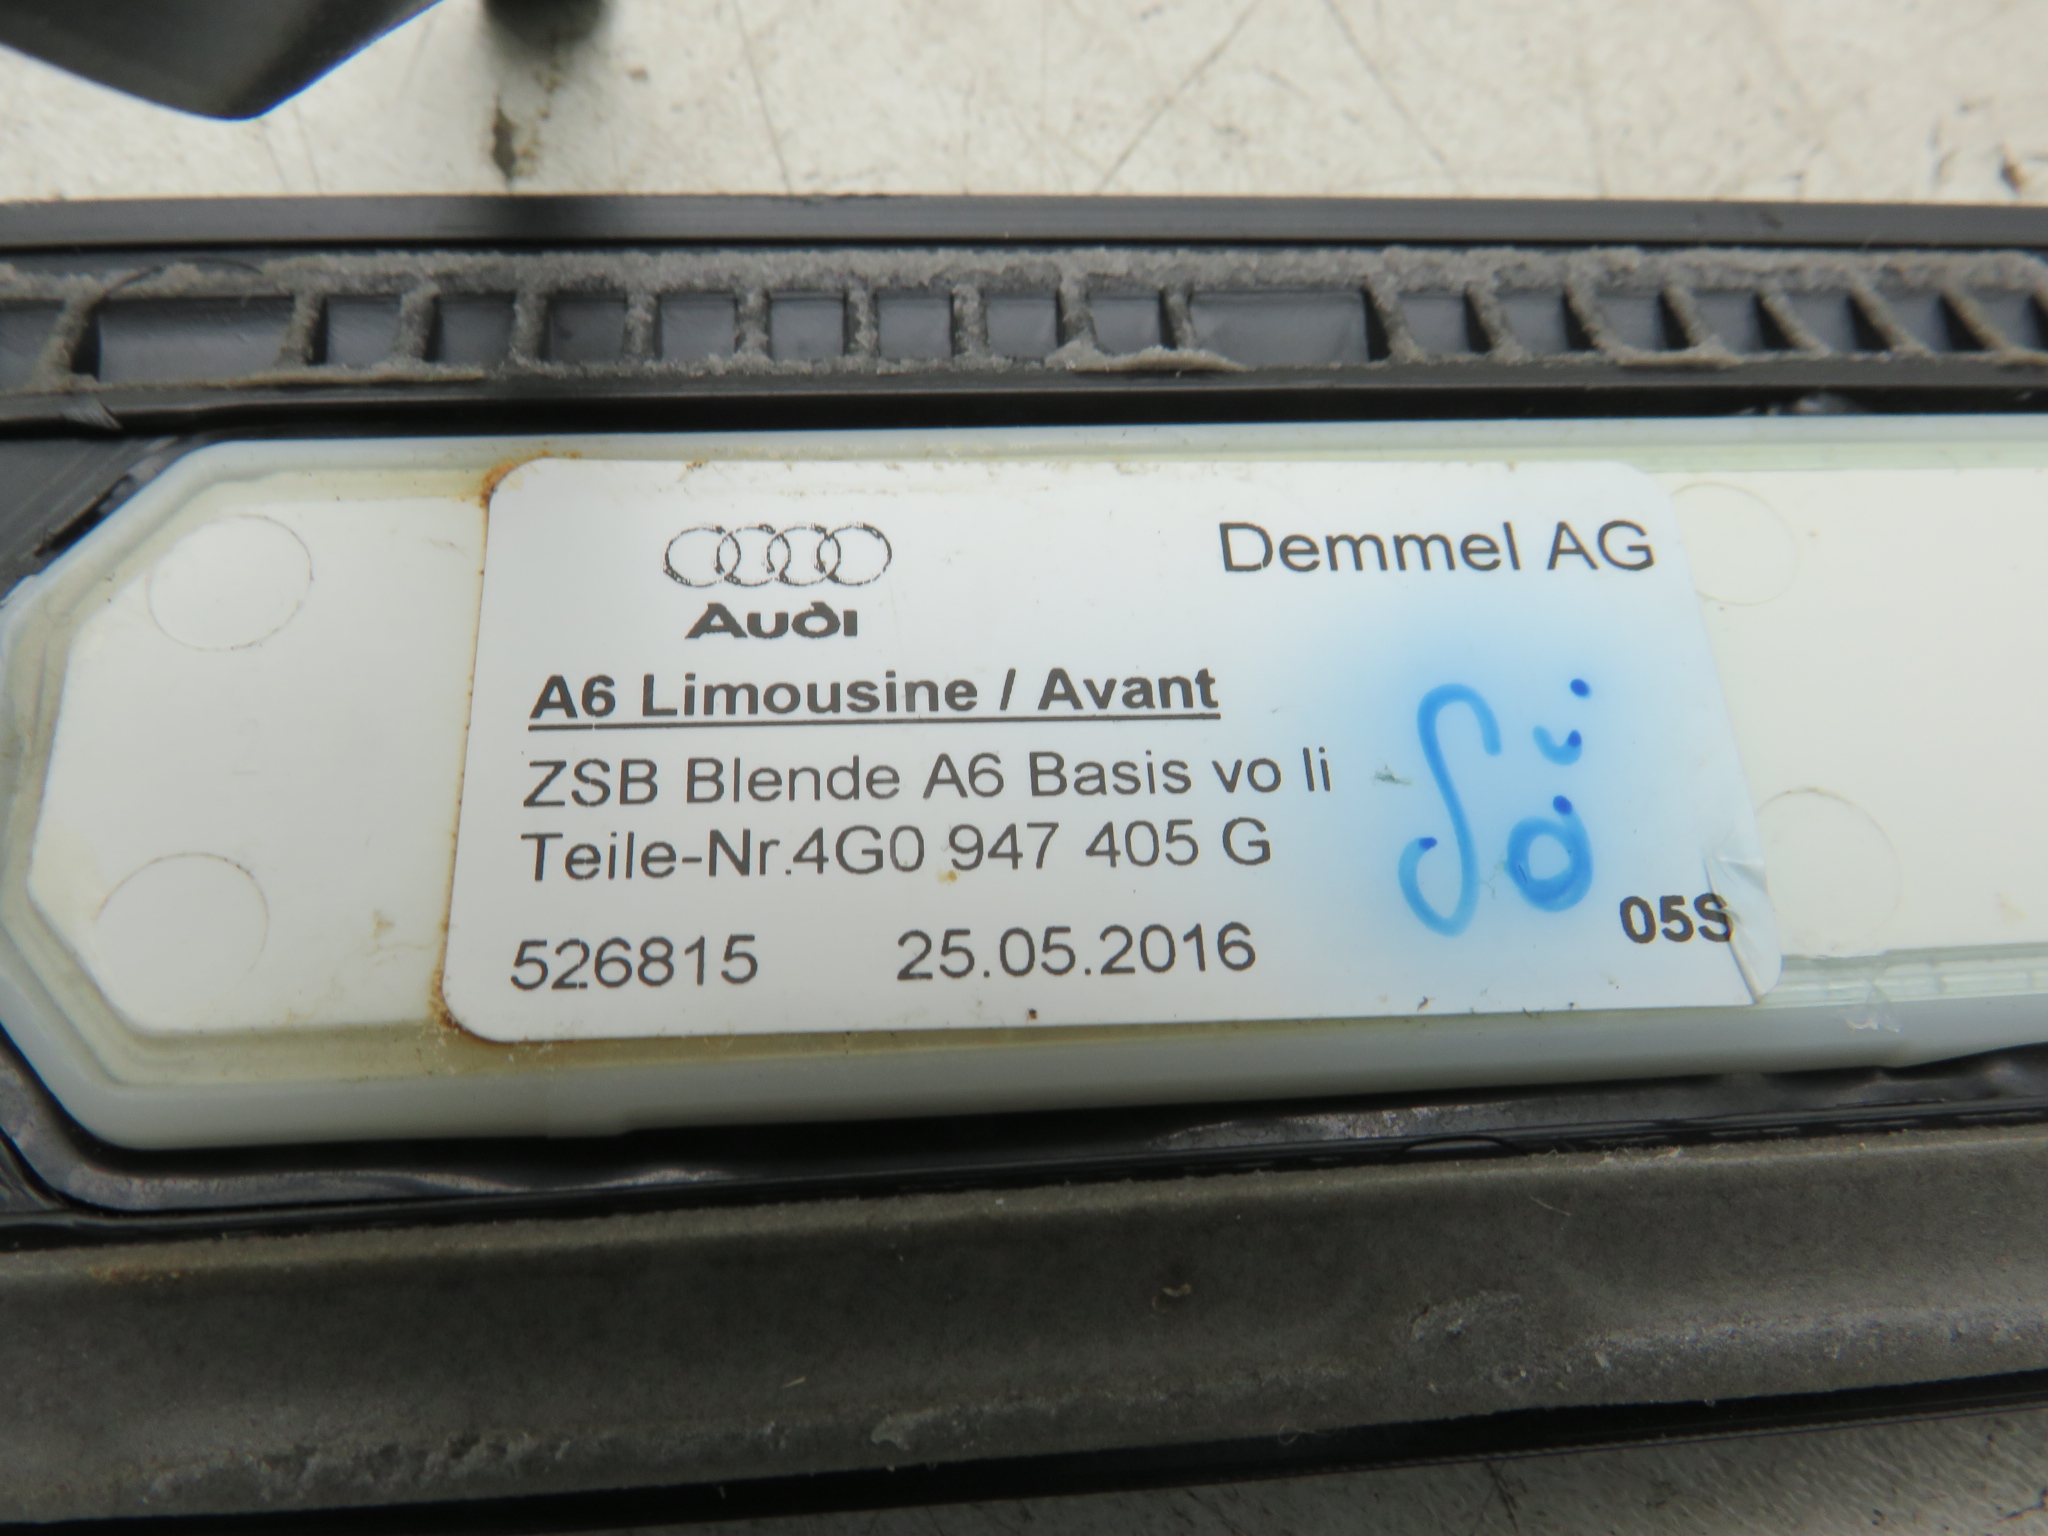 Demmel AG
Audi
A6 Limousine / Avant
ZSB Blende A6 Basis vo li
Teile-Nr.4G0 947 405 G
526815 25.05.2016 05S